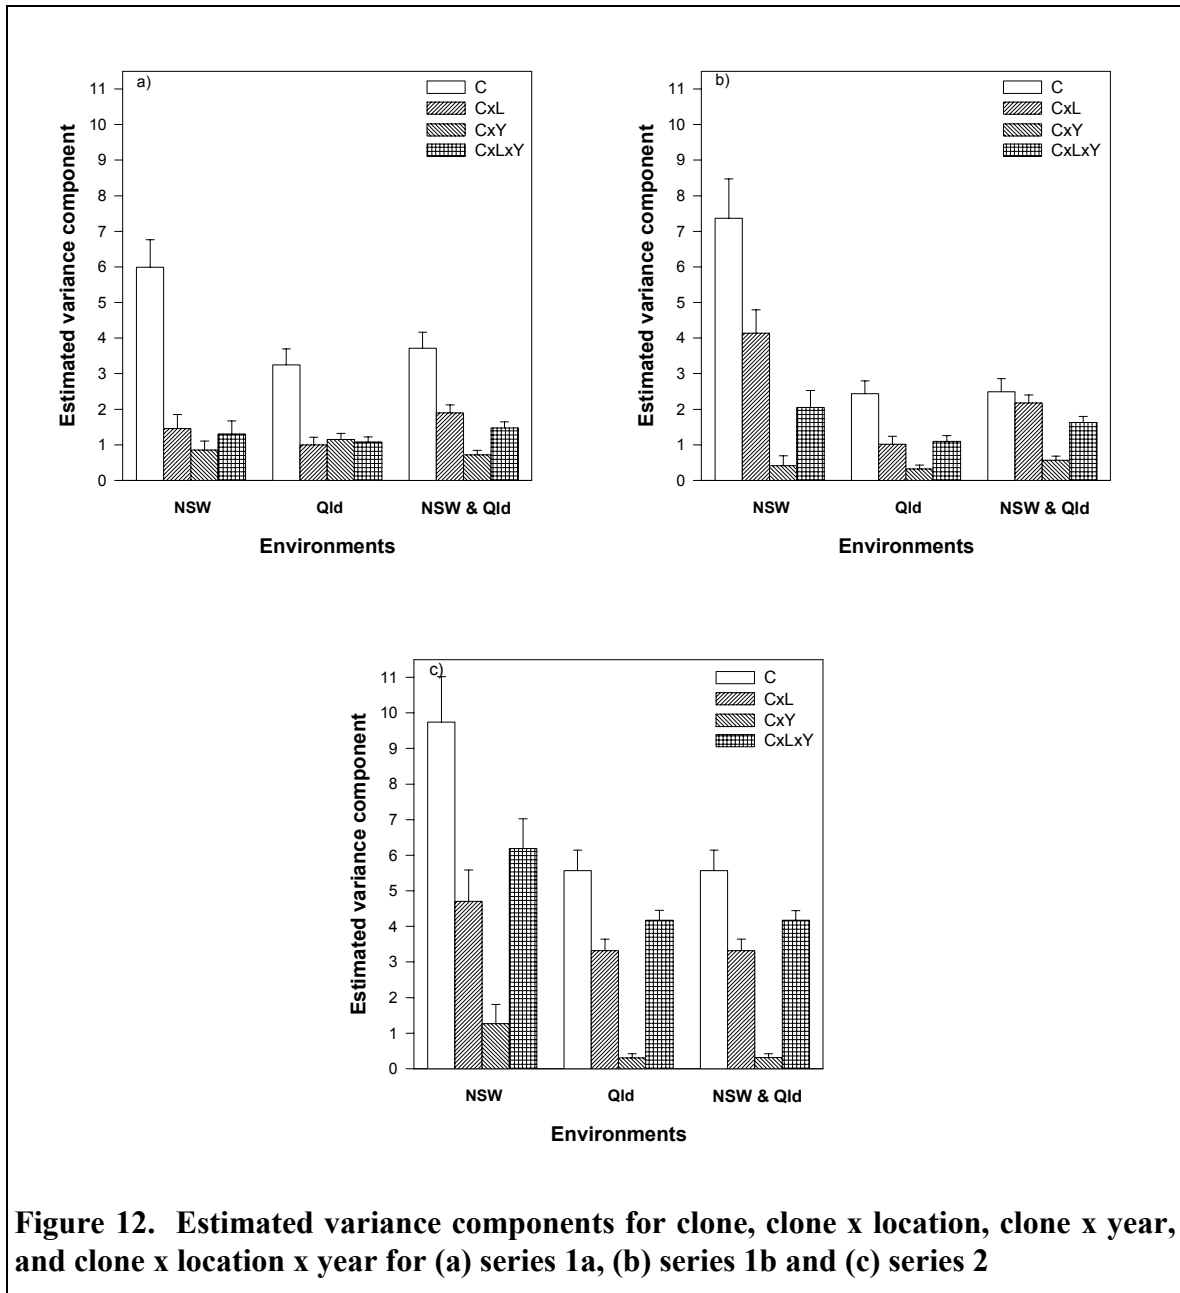 a)
C
CxL
CxY
CxLxY
11
10
9
8
7
6
5
4
3
2
1
0
Estimated variance component
NSW
Qld
NSW & Qld
Environments
b)
C
CxL
CxY
CxLxY
11
10
9
8
7
6
5
4
3
2
1
0
Estimated variance component
NSW
Qld
NSW & Qld
Environments
c)
C
CxL
CxY
CxLxY
11
10
9
8
7
6
5
4
3
2
1
0
Estimated variance component
NSW
Qld
NSW & Qld
Environments
Figure 12. Estimated variance components for clone, clone x location, clone x year,
and clone x location x year for (a) series 1a, (b) series 1b and (c) series 2